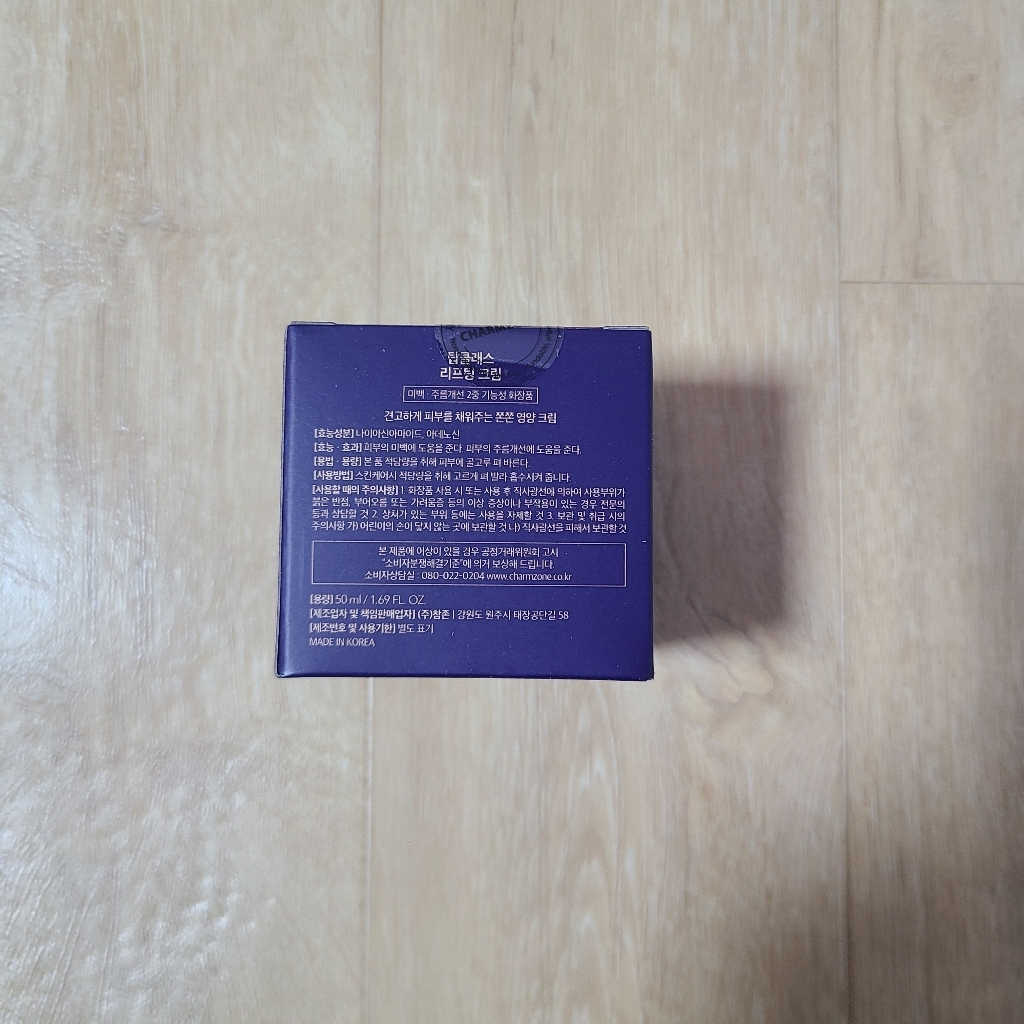 CHARMZ
탑클래스
리프팅 크림
미백 · 주름개선 2중 기능성 화장품
견고하게 피부를 채워주는 쫀쫀 영양 크림
[효능성분] 나이아신아마이드, 아데노신
[효능 · 효과] 피부의 미백에 도움을 준다. 피부의 주름개선에 도움을 준다.
[용법 · 용량] 본 품 적당량을 취해 피부에 골고루 펴 바른다.
[사용방법] 스킨케어시 적당량을 취해 고르게 펴 발라 흡수시켜 줍니다.
[사용할 때의 주의사항] 1. 화장품 사용 시 또는 사용 후 직사광선에 의하여 사용부위가
붉은 반점, 부어오름 또는 가려움증 등의 이상 증상이나 부작용이 있는 경우 전문의
등과 상담할 것 2. 상처가 있는 부위 등에는 사용을 자제할 것 3. 보관 및 취급 시의
주의사항 가) 어린이의 손이 닿지 않는 곳에 보관할 것 나) 직사광선을 피해서 보관할 것
본 제품에 이상이 있을 경우 공정거래위원회 고시
"소비자분쟁해결기준"에 의거 보상해 드립니다.
소비자상담실 : 080-022-0204 www.charmzone.co.kr
[용량] 50 ml / 1.69 FL. OZ.
[제조업자 및 책임판매업자] (주)참존 | 강원도 원주시 태장공단길 58
[제조번호 및 사용기한] 별도 표기
MADE IN KOREA